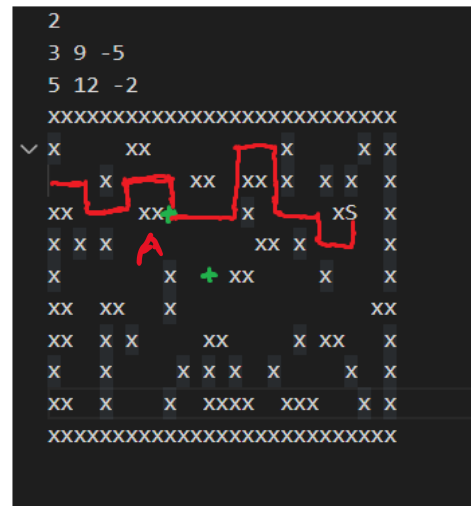 2
3 9 -5
5 12 -2
xxxxxxxxxxxxxxxxxxxxxxxxxxx
x     xx          x     x x
    x      xx  xx x  x x  x
xx     xx      x      xS  x
x x x           xx x      x
A
x        x    xx     x    x
xx  xx   x               xx
xx  x x     xx     x xx   x
x   x     x x x  x     x  x
xx  x    x  xxxx  xxx   x x
xxxxxxxxxxxxxxxxxxxxxxxxxxx